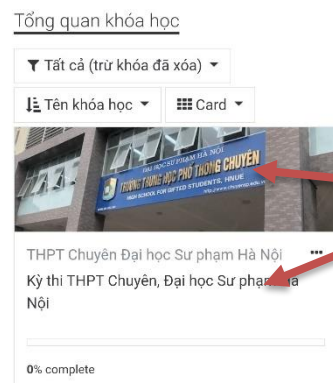 Tổng quan khóa học
Tất cả (trừ khóa đã xóa)
Tên khóa học
Card
ĐẠI HỌC SƯ PHẠM HÀ NỘI
TRƯỜNG TRUNG HỌC PHỔ THÔNG CHUYÊN
HIGH SCHOOL FOR GIFTED STUDENTS, HNUE
THPT Chuyên Đại học Sư phạm Hà Nội
Kỳ thi THPT Chuyên, Đại học Sư phạm Hà
Nội
0% complete